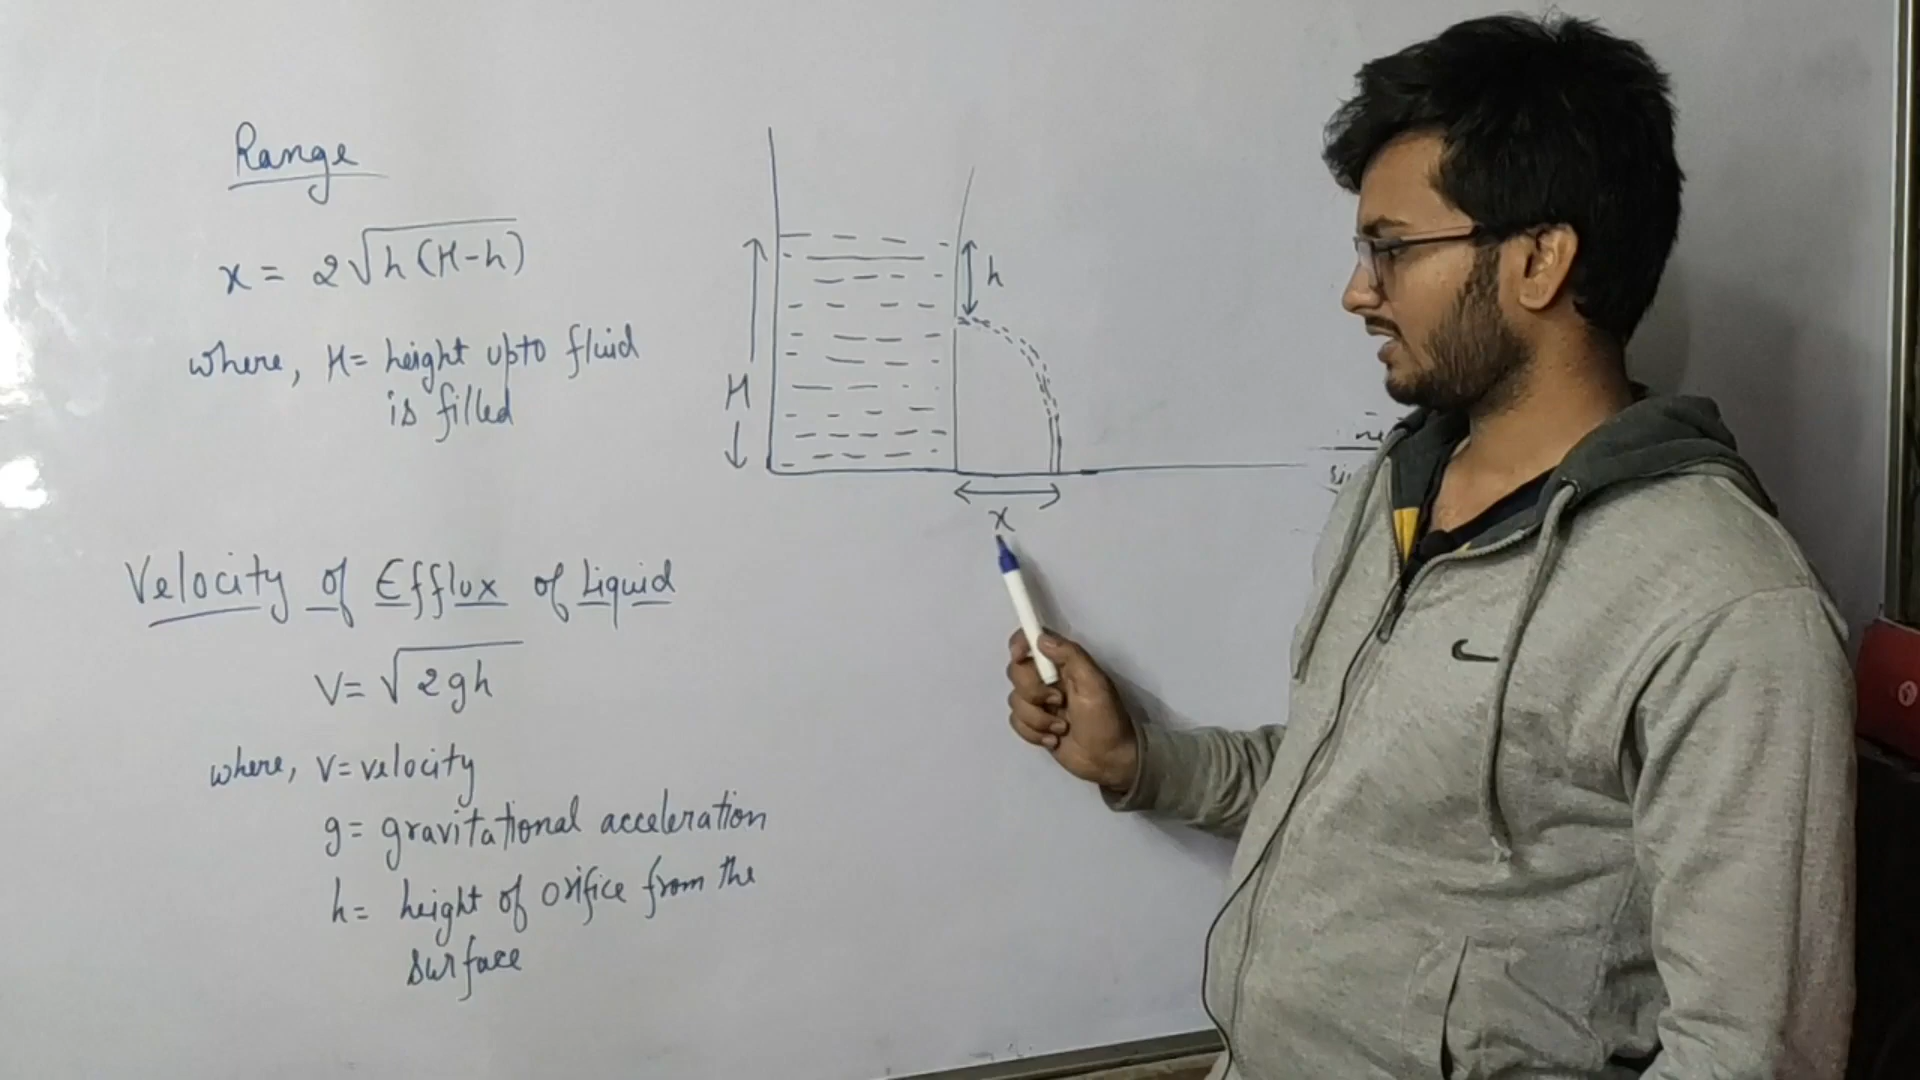 Range
x = 2√h(H-h)
where, H= height upto fluid
is filled
H
h
x
Velocity of Efflux of Liquid
V= √2gh
where, v= velocity
g= gravitational acceleration
h= height of orifice from the
surface